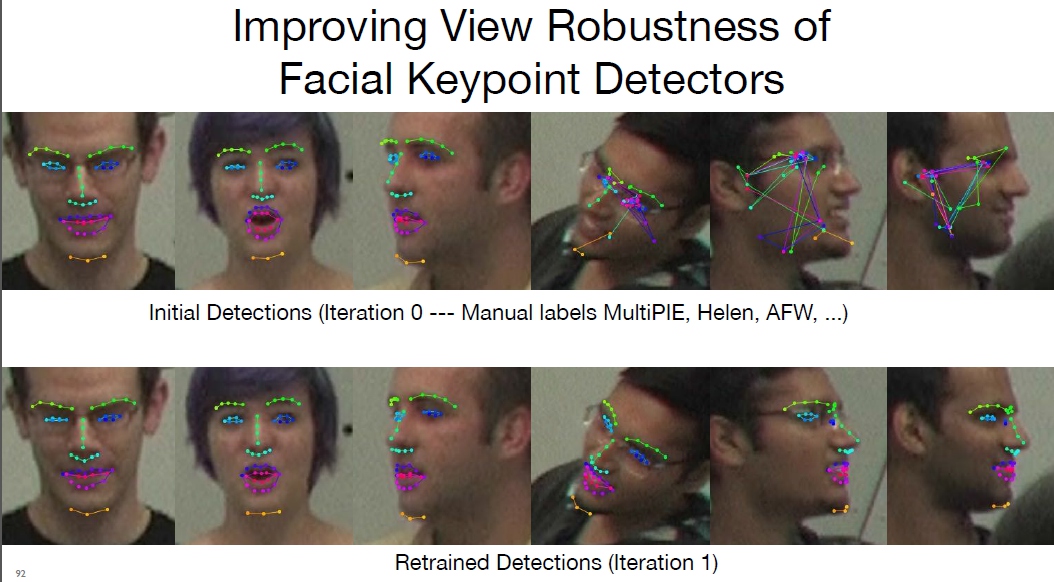 Improving View Robustness of
Facial Keypoint Detectors
Initial Detections (Iteration 0 --- Manual labels MultiPIE, Helen, AFW, ...)
Retrained Detections (Iteration 1)
92